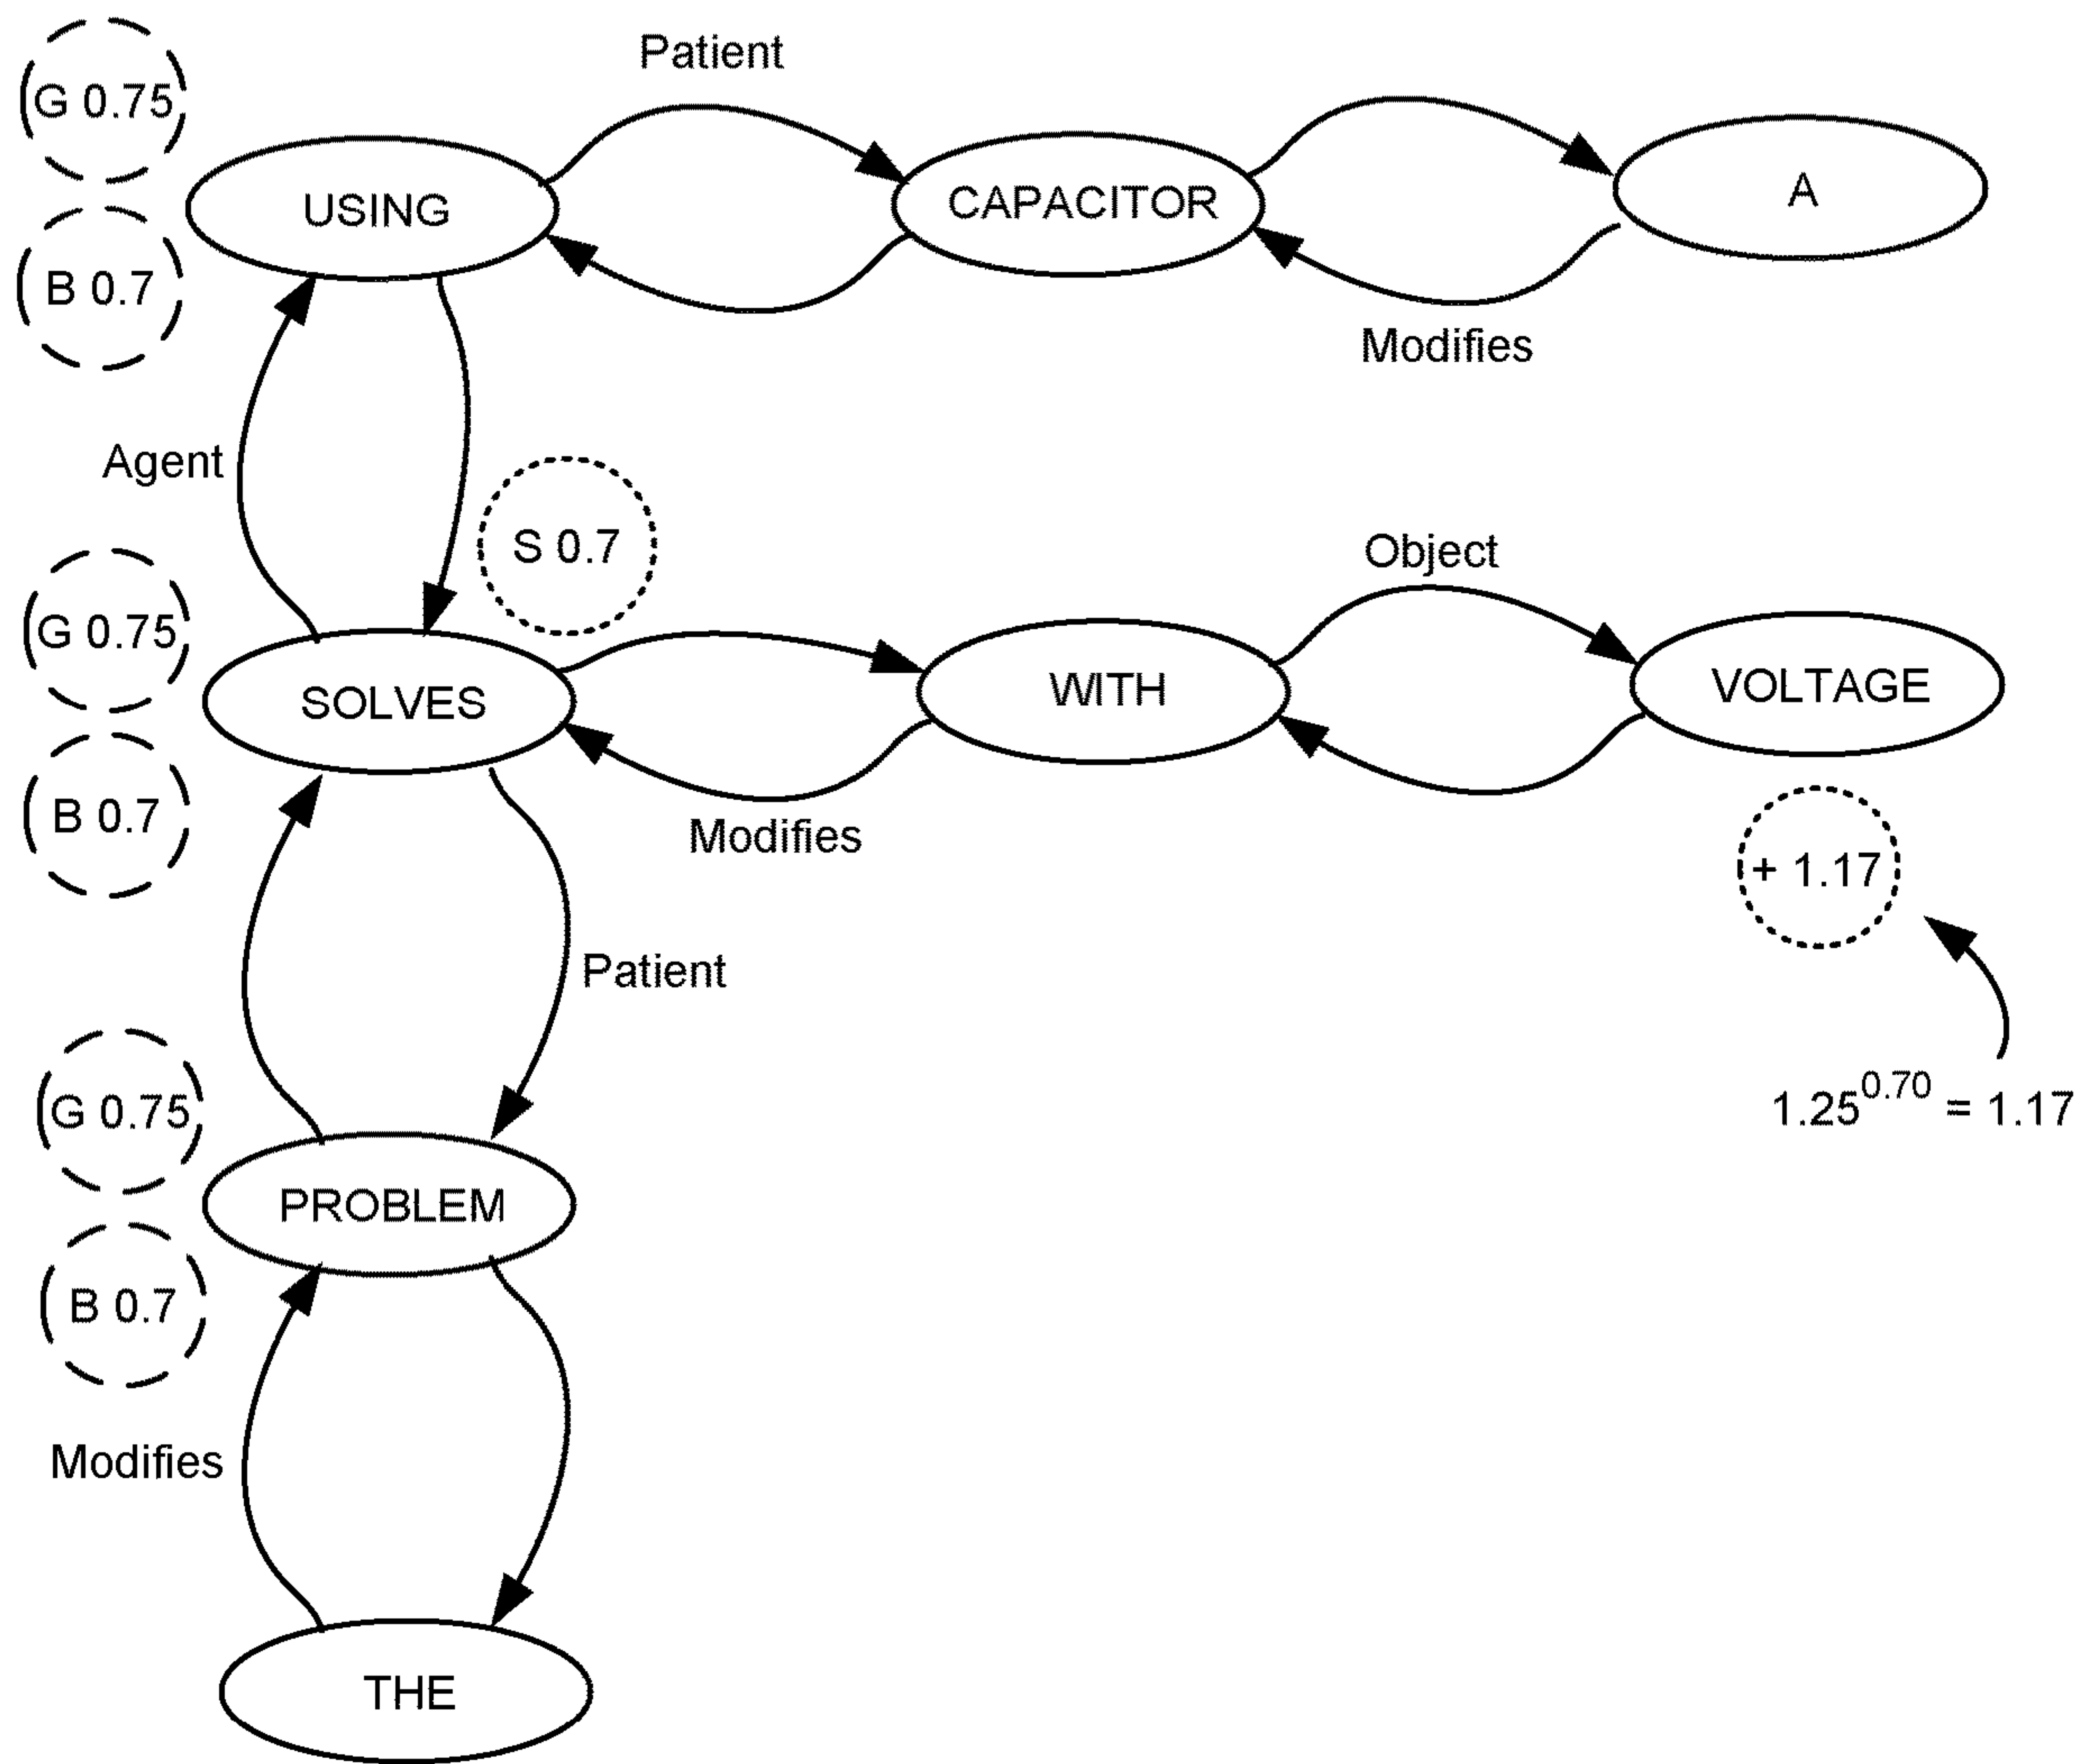 Patient
G 0.75
USING
CAPACITOR
A
B 0.7
Modifies
Agent
S 0.7
Object
G 0.75
SOLVES
WITH
VOLTAGE
B 0.7
Modifies
+ 1.17
Patient
G 0.75
1.25^0.70 = 1.17
PROBLEM
B 0.7
Modifies
THE